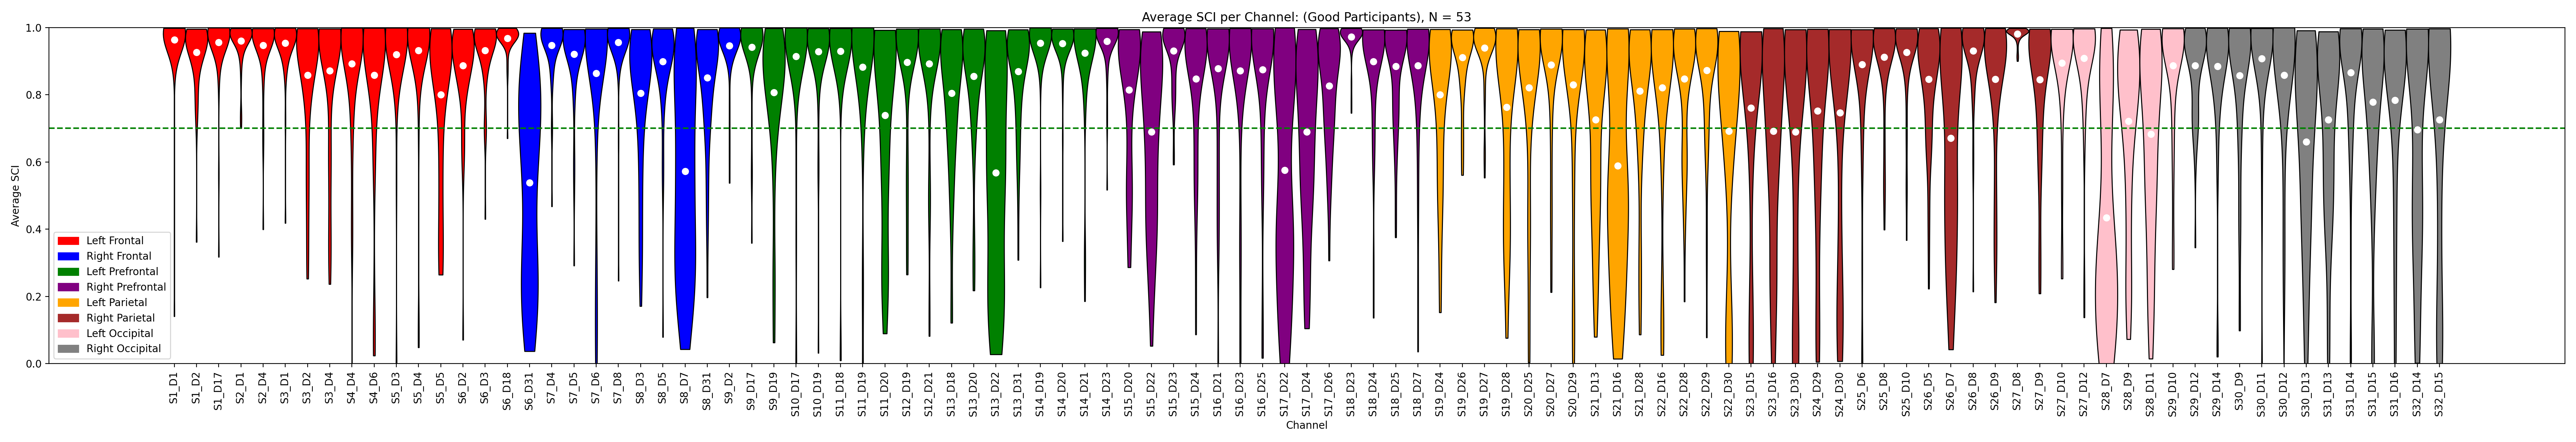 Average SCI per Channel: (Good Participants), N = 53
Average SCI
1.0
0.8
0.6
0.4
0.2
0.0
Left Frontal
Right Frontal
Left Prefrontal
Right Prefrontal
Left Parietal
Right Parietal
Left Occipital
Right Occipital
S1_D1
S1_D2
S1_D17
S2_D1
S2_D4
S3_D1
S3_D2
S3_D4
S4_D4
S4_D6
S5_D3
S5_D4
S5_D5
S6_D2
S6_D3
S6_D18
S6_D31
S7_D4
S7_D5
S7_D6
S7_D8
S8_D3
S8_D5
S8_D7
S8_D31
S9_D2
S9_D17
S9_D19
S10_D17
S10_D19
S11_D18
S11_D19
S11_D20
S12_D19
S12_D21
S13_D18
S13_D20
S13_D22
S13_D31
S14_D19
S14_D20
S14_D21
S14_D23
S15_D20
S15_D22
S15_D23
S15_D24
S16_D21
S16_D23
S16_D25
S17_D22
S17_D24
S17_D26
S18_D23
S18_D24
S18_D25
S18_D27
S19_D24
S19_D26
S19_D27
S19_D28
S20_D25
S20_D27
S20_D29
S21_D13
S21_D16
S21_D28
S22_D16
S22_D28
S22_D29
S22_D30
S23_D15
S23_D16
S23_D30
S24_D29
S24_D30
S25_D6
S25_D8
S25_D10
S26_D5
S26_D7
S26_D8
S26_D9
S27_D8
S27_D9
S27_D10
S27_D12
S28_D7
S28_D9
S28_D11
S29_D10
S29_D12
S29_D14
S30_D9
S30_D11
S30_D12
S30_D13
S31_D13
S31_D14
S31_D15
S31_D16
S32_D14
S32_D15
Channel